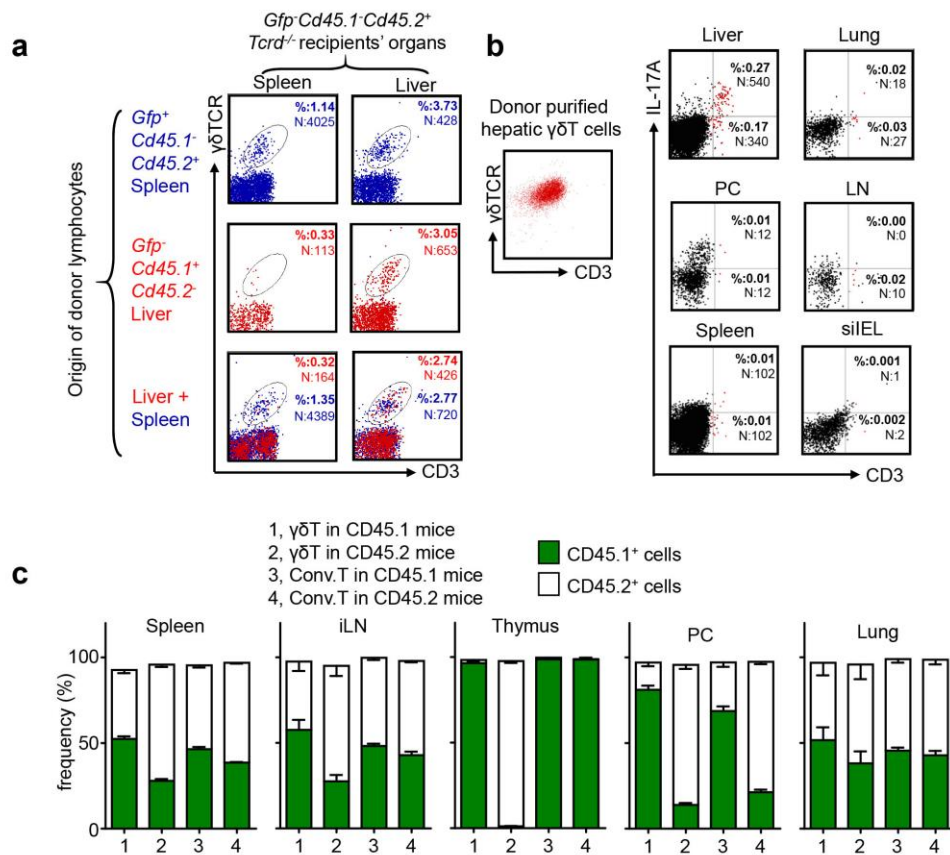 a
Gfp-Cd45.1-Cd45.2+
Tcrd-/- recipients' organs
Spleen
Liver
Origin of donor lymphocytes
Gfp+
Cd45.1-
Cd45.2+
Spleen
Gfp-
Cd45.1+
Cd45.2-
Liver
Liver +
Spleen
γδTCR
%:1.14
N:4025
%:3.73
N:428
%:0.33
N:113
%:3.05
N:653
%:0.32
N:164
%:1.35
N:4389
%:2.74
N:426
%:2.77
N:720
CD3
b
Donor purified
hepatic γδT cells
γδTCR
CD3
IL-17A
Liver
%:0.27
N:540
%:0.17
N:340
Lung
%:0.02
N:18
%:0.03
N:27
PC
%:0.01
N:12
%:0.01
N:12
LN
%:0.00
N:0
%:0.02
N:10
Spleen
%:0.01
N:102
%:0.01
N:102
siIEL
%:0.001
N:1
%:0.002
N:2
CD3
c
1, γδT in CD45.1 mice
2, γδT in CD45.2 mice
3, Conv.T in CD45.1 mice
4, Conv.T in CD45.2 mice
CD45.1+ cells
CD45.2+ cells
frequency (%)
100
50
0
Spleen
1 2 3 4
iLN
1 2 3 4
Thymus
1 2 3 4
PC
1 2 3 4
Lung
1 2 3 4